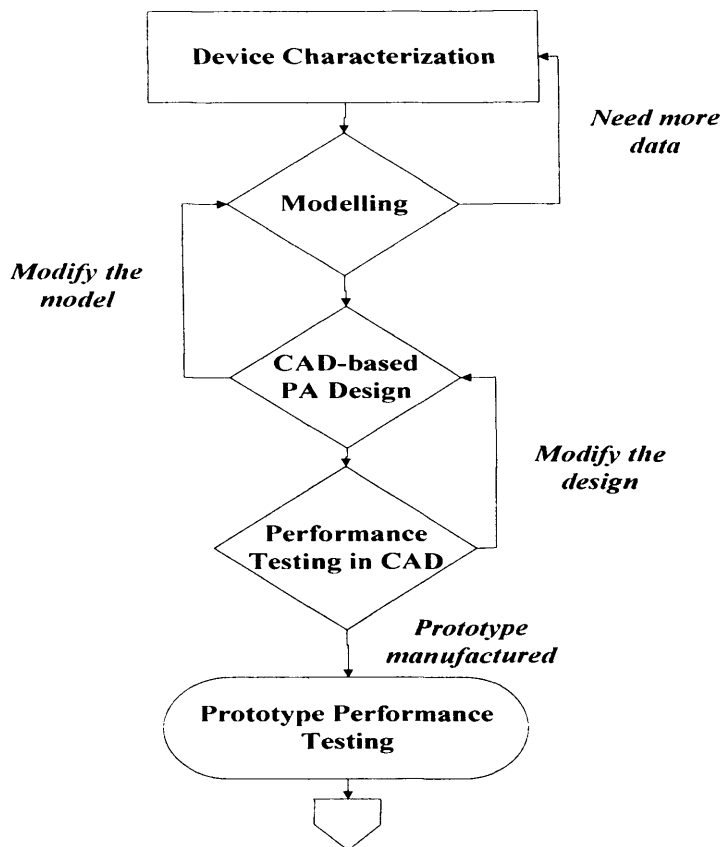 Device Characterization
Need more
data
Modelling
Modify the
model
CAD-based
PA Design
Modify the
design
Performance
Testing in CAD
Prototype
manufactured
Prototype Performance
Testing